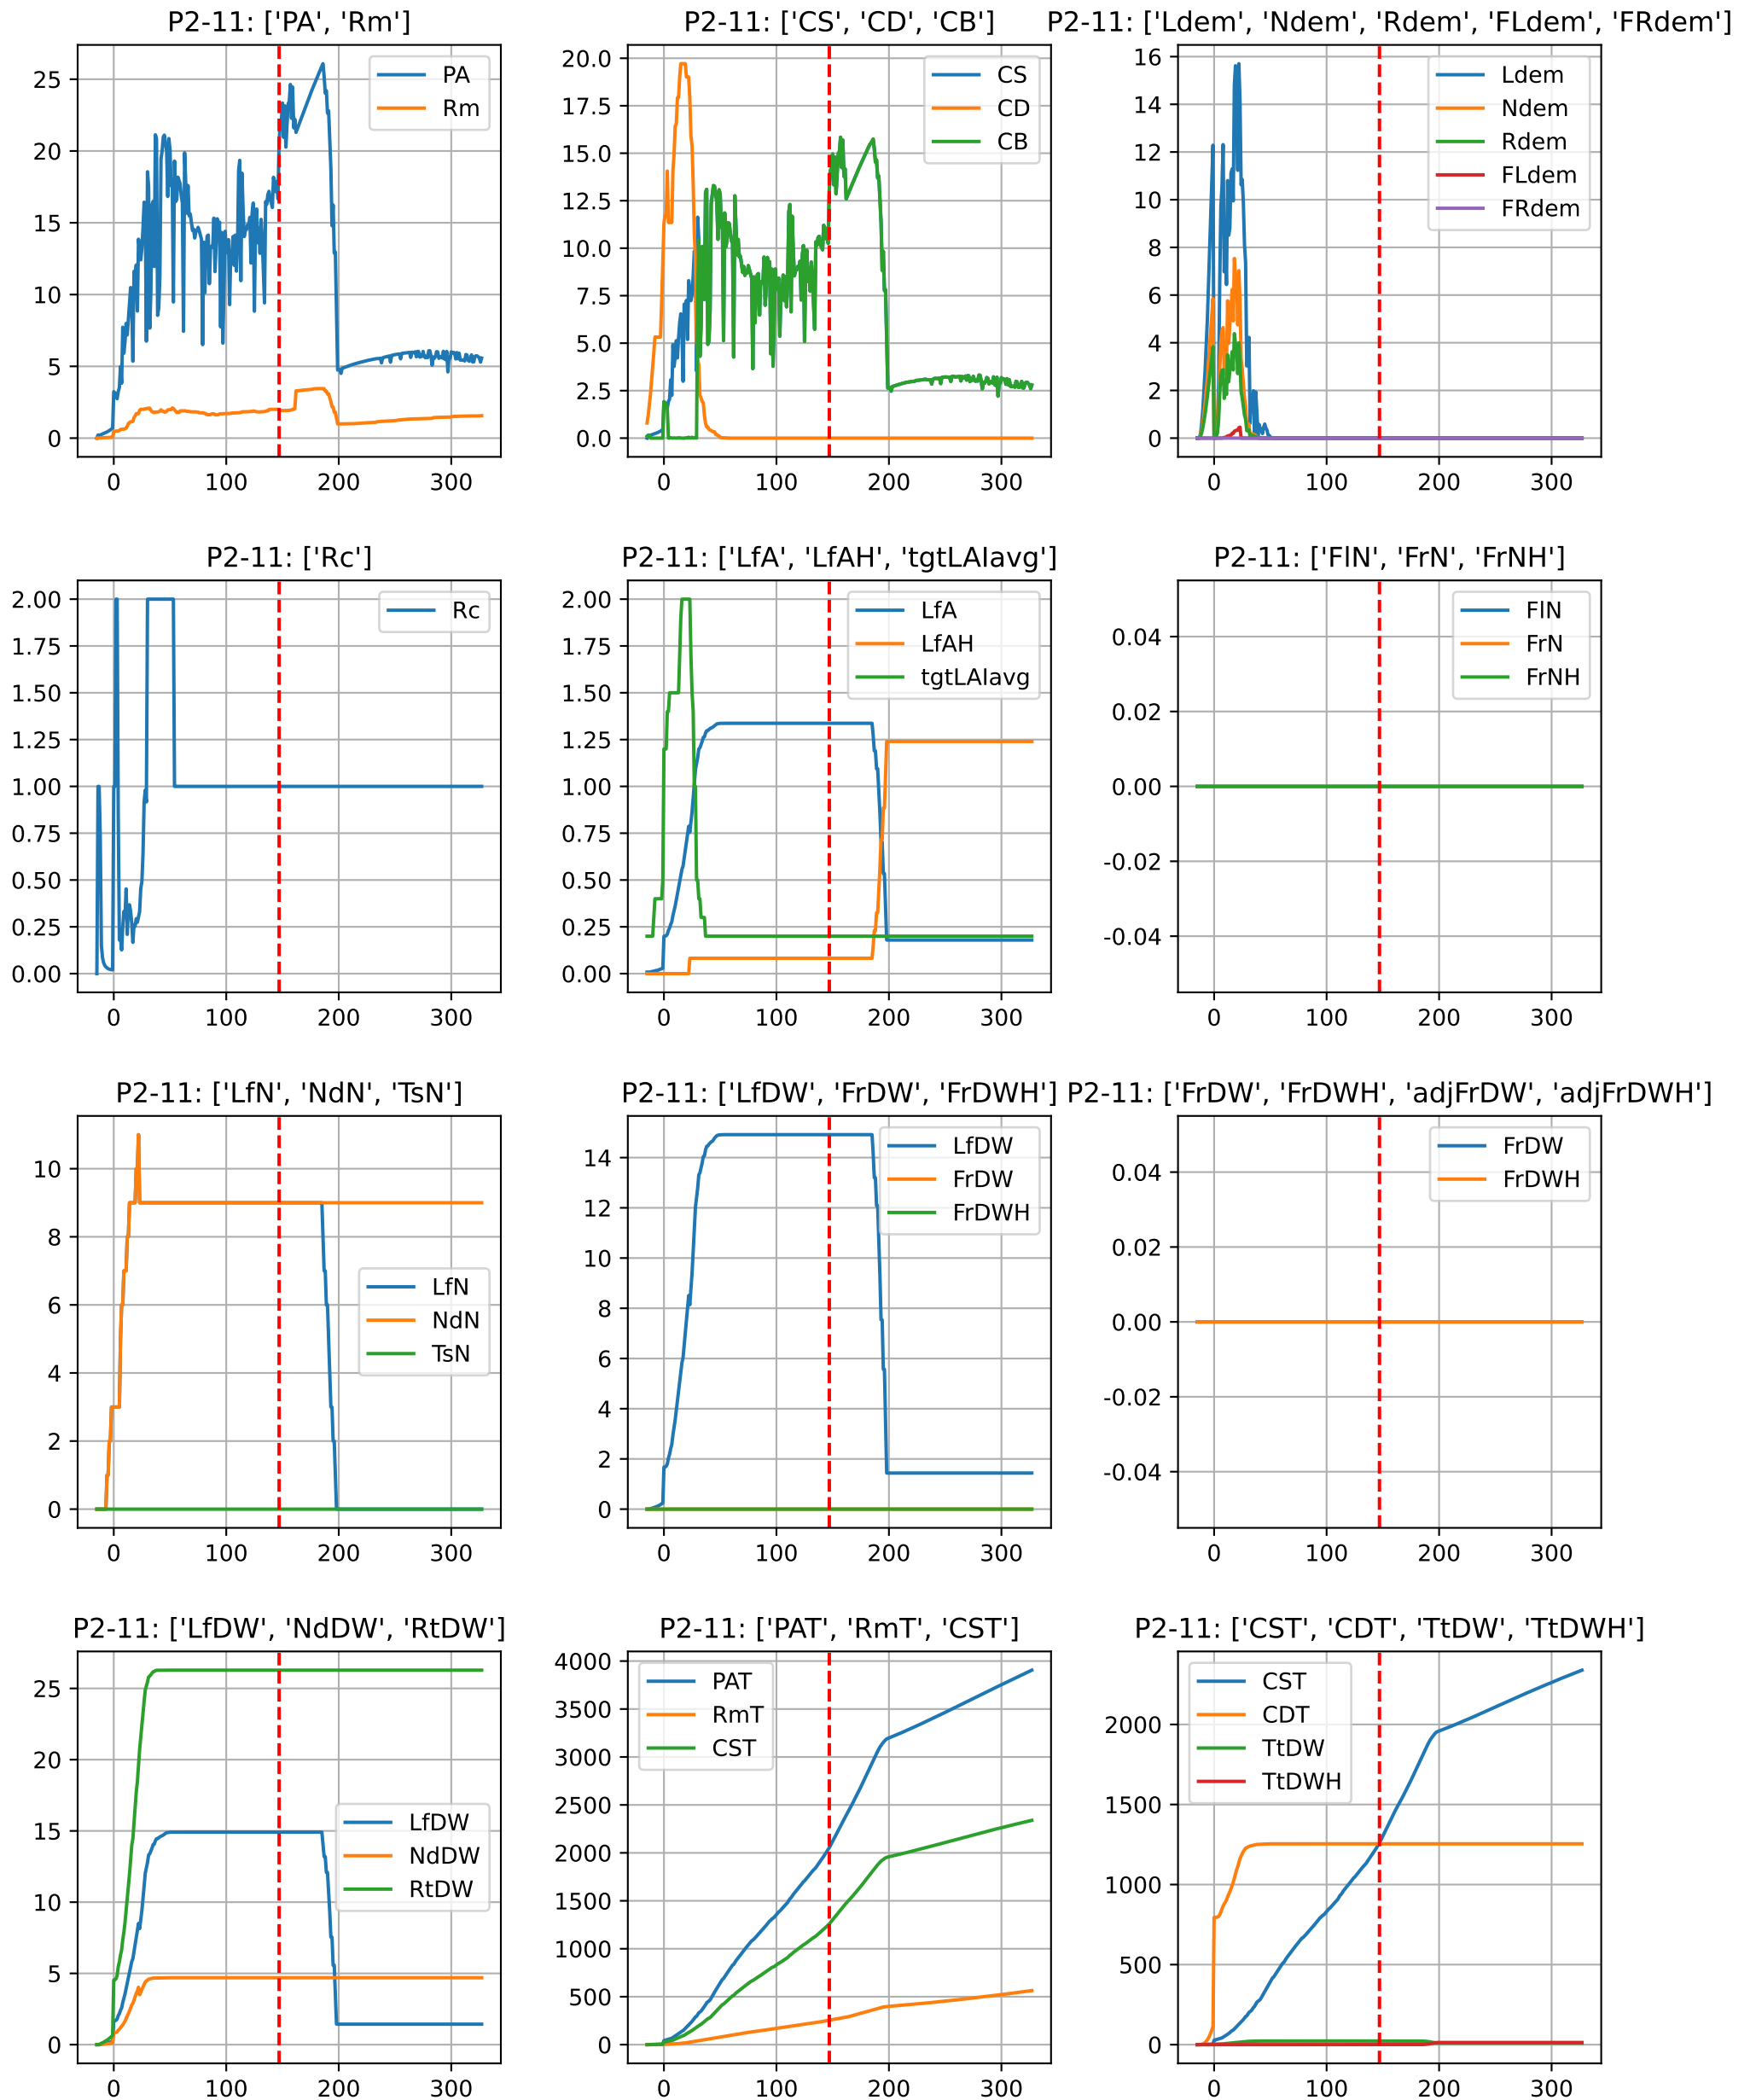 P2-11: ['PA', 'Rm']
25
20
15
10
5
0
0 100 200 300
PA
Rm
P2-11: ['CS', 'CD', 'CB']
20.0
17.5
15.0
12.5
10.0
7.5
5.0
2.5
0.0
0 100 200 300
CS
CD
CB
P2-11: ['Ldem', 'Ndem', 'Rdem', 'FLdem', 'FRdem']
16
14
12
10
8
6
4
2
0
0 100 200 300
Ldem
Ndem
Rdem
FLdem
FRdem
P2-11: ['Rc']
2.00
1.75
1.50
1.25
1.00
0.75
0.50
0.25
0.00
0 100 200 300
Rc
P2-11: ['LfA', 'LfAH', 'tgtLAIavg']
2.00
1.75
1.50
1.25
1.00
0.75
0.50
0.25
0.00
0 100 200 300
LfA
LfAH
tgtLAIavg
P2-11: ['FlN', 'FrN', 'FrNH']
0.04
0.02
0.00
-0.02
-0.04
0 100 200 300
FlN
FrN
FrNH
P2-11: ['LfN', 'NdN', 'TsN']
10
8
6
4
2
0
0 100 200 300
LfN
NdN
TsN
P2-11: ['LfDW', 'FrDW', 'FrDWH']
14
12
10
8
6
4
2
0
0 100 200 300
LfDW
FrDW
FrDWH
P2-11: ['FrDW', 'FrDWH', 'adjFrDW', 'adjFrDWH']
0.04
0.02
0.00
-0.02
-0.04
0 100 200 300
FrDW
FrDWH
P2-11: ['LfDW', 'NdDW', 'RtDW']
25
20
15
10
5
0
0 100 200 300
LfDW
NdDW
RtDW
P2-11: ['PAT', 'RmT', 'CST']
4000
3500
3000
2500
2000
1500
1000
500
0
0 100 200 300
PAT
RmT
CST
P2-11: ['CST', 'CDT', 'TtDW', 'TtDWH']
2000
1500
1000
500
0
0 100 200 300
CST
CDT
TtDW
TtDWH